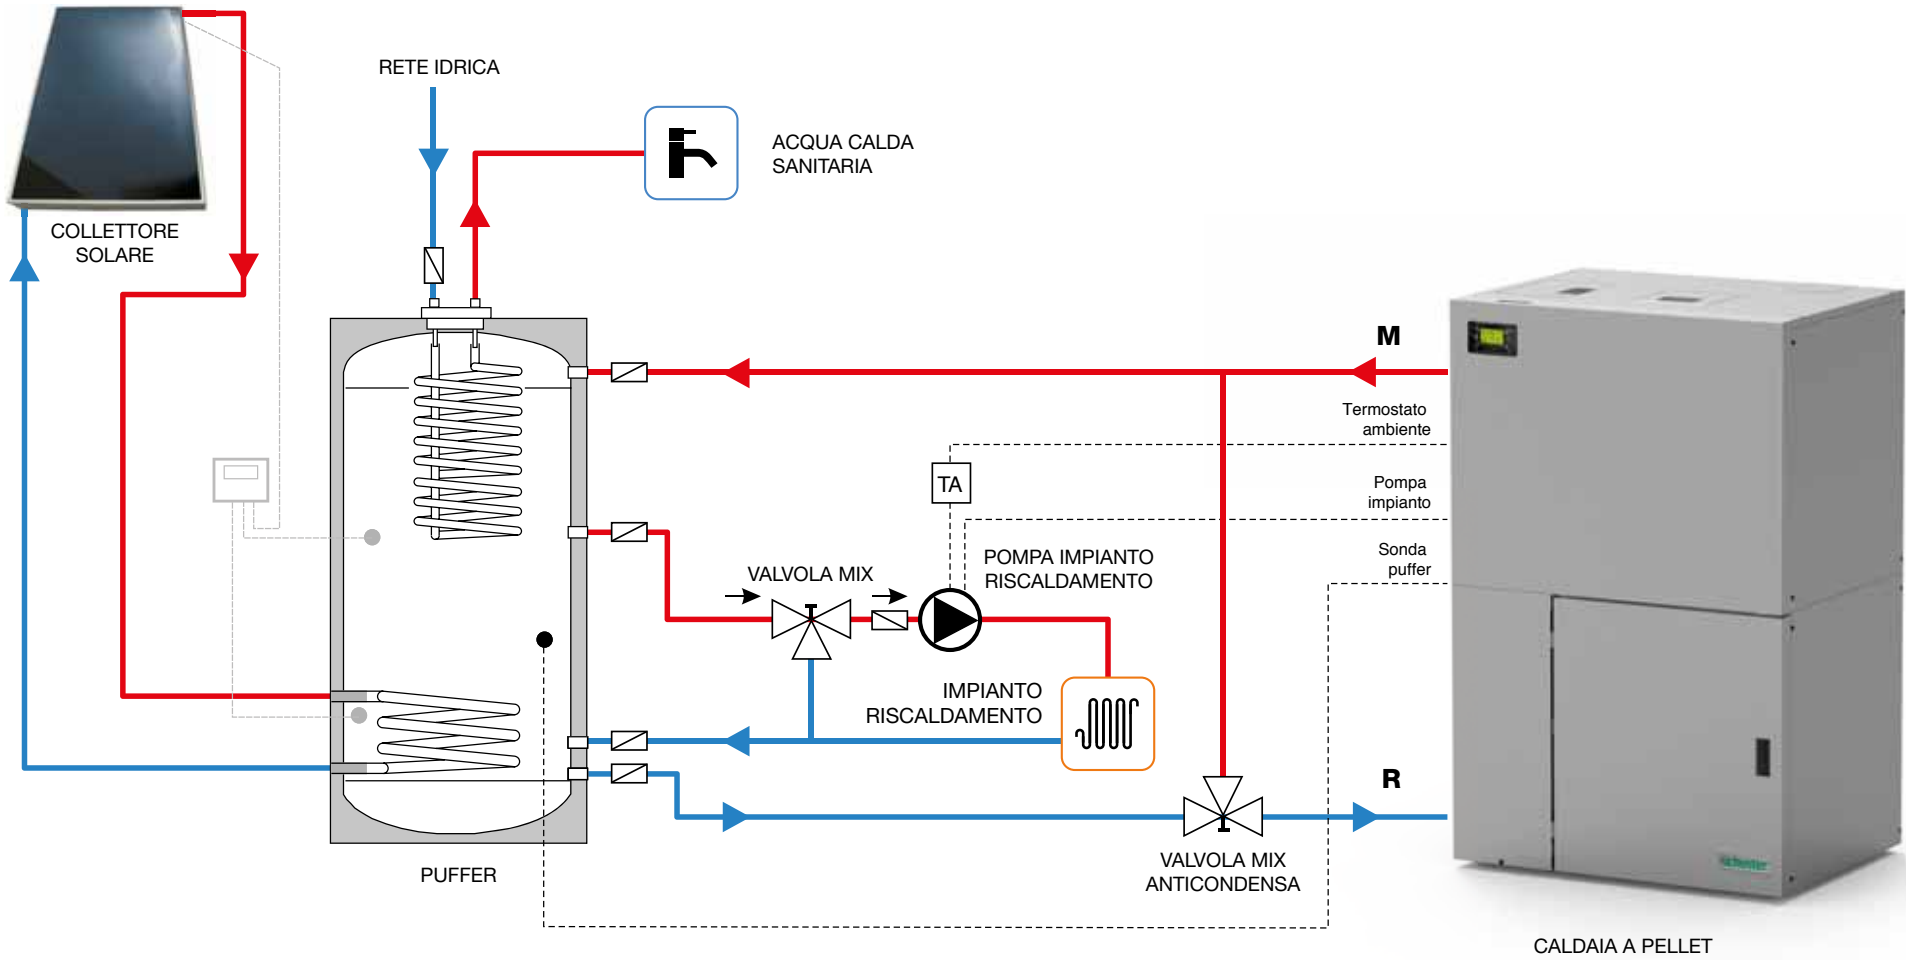 RETE IDRICA
ACQUA CALDA
SANITARIA
COLLETTORE
SOLARE
M
Termostato
ambiente
TA
Pompa
impianto
Sonda
puffer
POMPA IMPIANTO
RISCALDAMENTO
VALVOLA MIX
IMPIANTO
RISCALDAMENTO
R
VALVOLA MIX
ANTICONDENSA
PUFFER
CALDAIA A PELLET